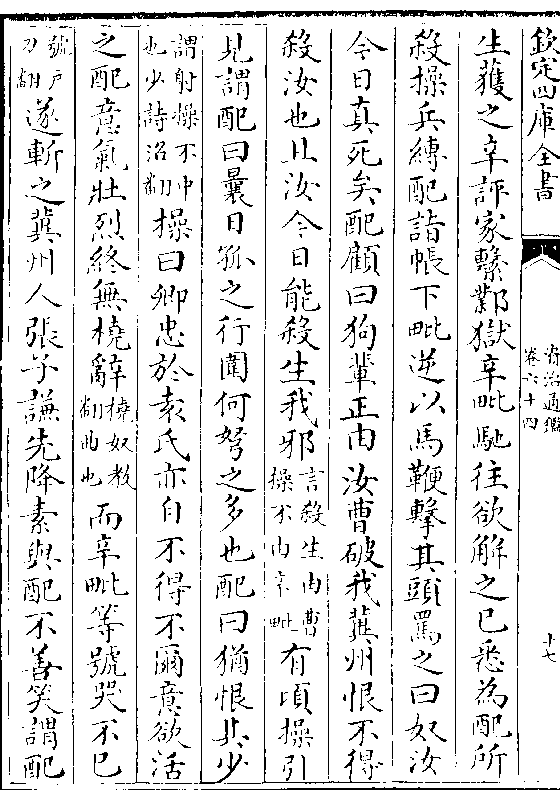 欽定四庫全書
資治通鑑
卷六十四
十七
生獲之辛評家繫鄴獄辛毗馳往欲解之已悉為配所
殺操兵縛配詣帳下毗逆以馬鞭擊其頭罵之曰奴汝
今日真死矣配顧曰狗輩正由汝曹破我冀州恨不得
殺汝也且汝今日能殺生我邪言殺生由曹操不由辛毗有頃操引
見謂配曰曩日孤之行圍何弩之多也配曰猶恨其少
謂射操不中也少詩沼翻操曰卿忠於袁氏亦自不得不爾意欲活
之配意氣壯烈終無橈辭橈奴教翻曲也而辛毗等號哭不已
號戶刀翻遂斬之冀州人張子謙先降素與配不善笑謂配